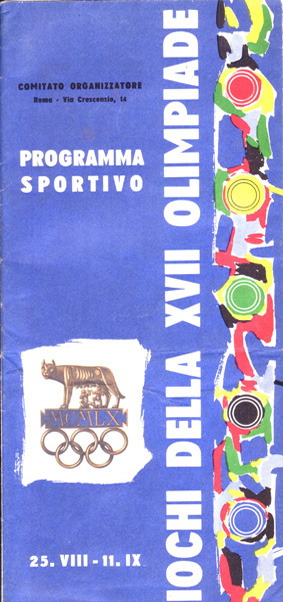 COMITATO ORGANIZZATORE
Roma - Via Crescenzio, 14
PROGRAMMA
SPORTIVO
IOCHI DELLA XVII OLIMPIADE
MCMLX
25. VIII - 11. IX